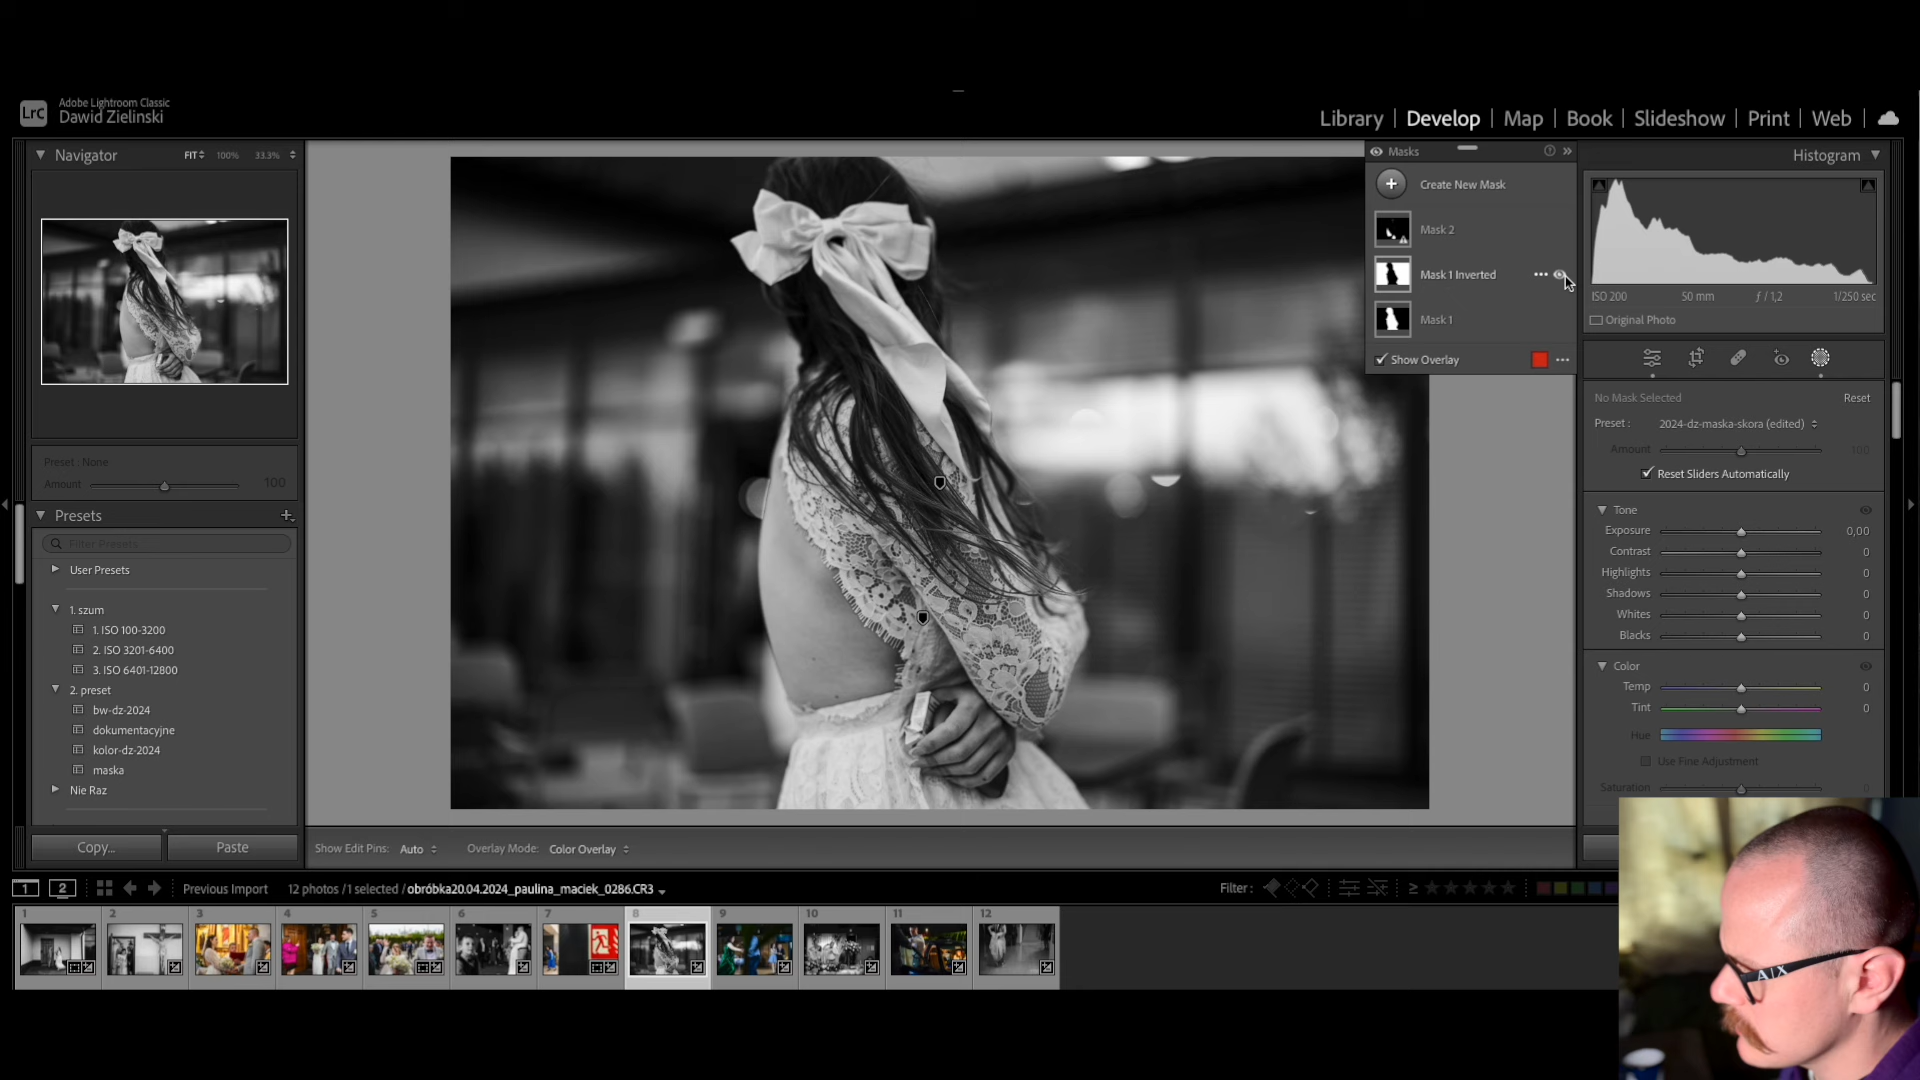 LrC
Adobe Lightroom Classic
Dawid Zielinski
Library | Develop | Map | Book | Slideshow | Print | Web
Navigator FIT 100% 33.3%
Preset : None
Amount 100
Presets
Filter Presets
User Presets
1. szum
1. ISO 100-3200
2. ISO 3201-6400
3. ISO 6401-12800
2. preset
bw-dz-2024
dokumentacyjne
kolor-dz-2024
maska
Nie Raz
Copy... Paste
Masks
Create New Mask
Mask 2
Mask 1 Inverted
Mask 1
Show Overlay
Histogram
ISO 200 50 mm ƒ / 1,2 1/250 sec
Original Photo
No Mask Selected Reset
Preset : 2024-dz-maska-skora (edited)
Amount 100
Reset Sliders Automatically
Tone
Exposure 0,00
Contrast 0
Highlights 0
Shadows 0
Whites 0
Blacks 0
Color
Temp 0
Tint 0
Hue
Use Fine Adjustment
Saturation 0
Show Edit Pins: Auto Overlay Mode: Color Overlay
1 2 Previous Import 12 photos / 1 selected / obróbka20.04.2024_paulina_maciek_0286.CR3 Filter : ≥
1 2 3 4 5 6 7 8 9 10 11 12
A|X